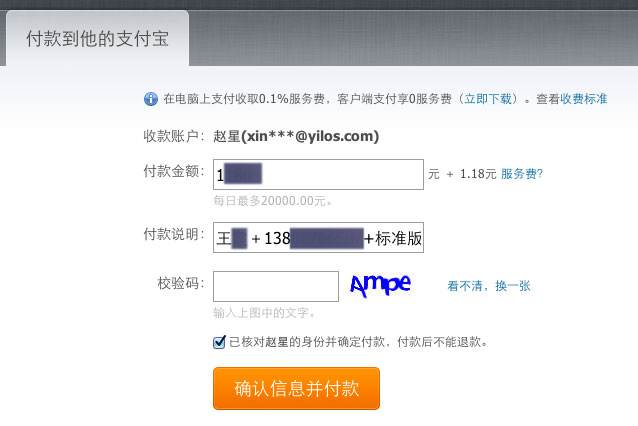 付款到他的支付宝
在电脑上支付收取0.1%服务费，客户端支付享0服务费（立即下载）。查看收费标准
收款账户：赵星(xin***@yilos.com)
付款金额：1 元 + 1.18元 服务费?
每日最多20000.00元。
付款说明：王 +138 +标准版
校验码： Ampe 看不清，换一张
输入上图中的文字。
已核对赵星的身份并确定付款，付款后不能退款。
确认信息并付款